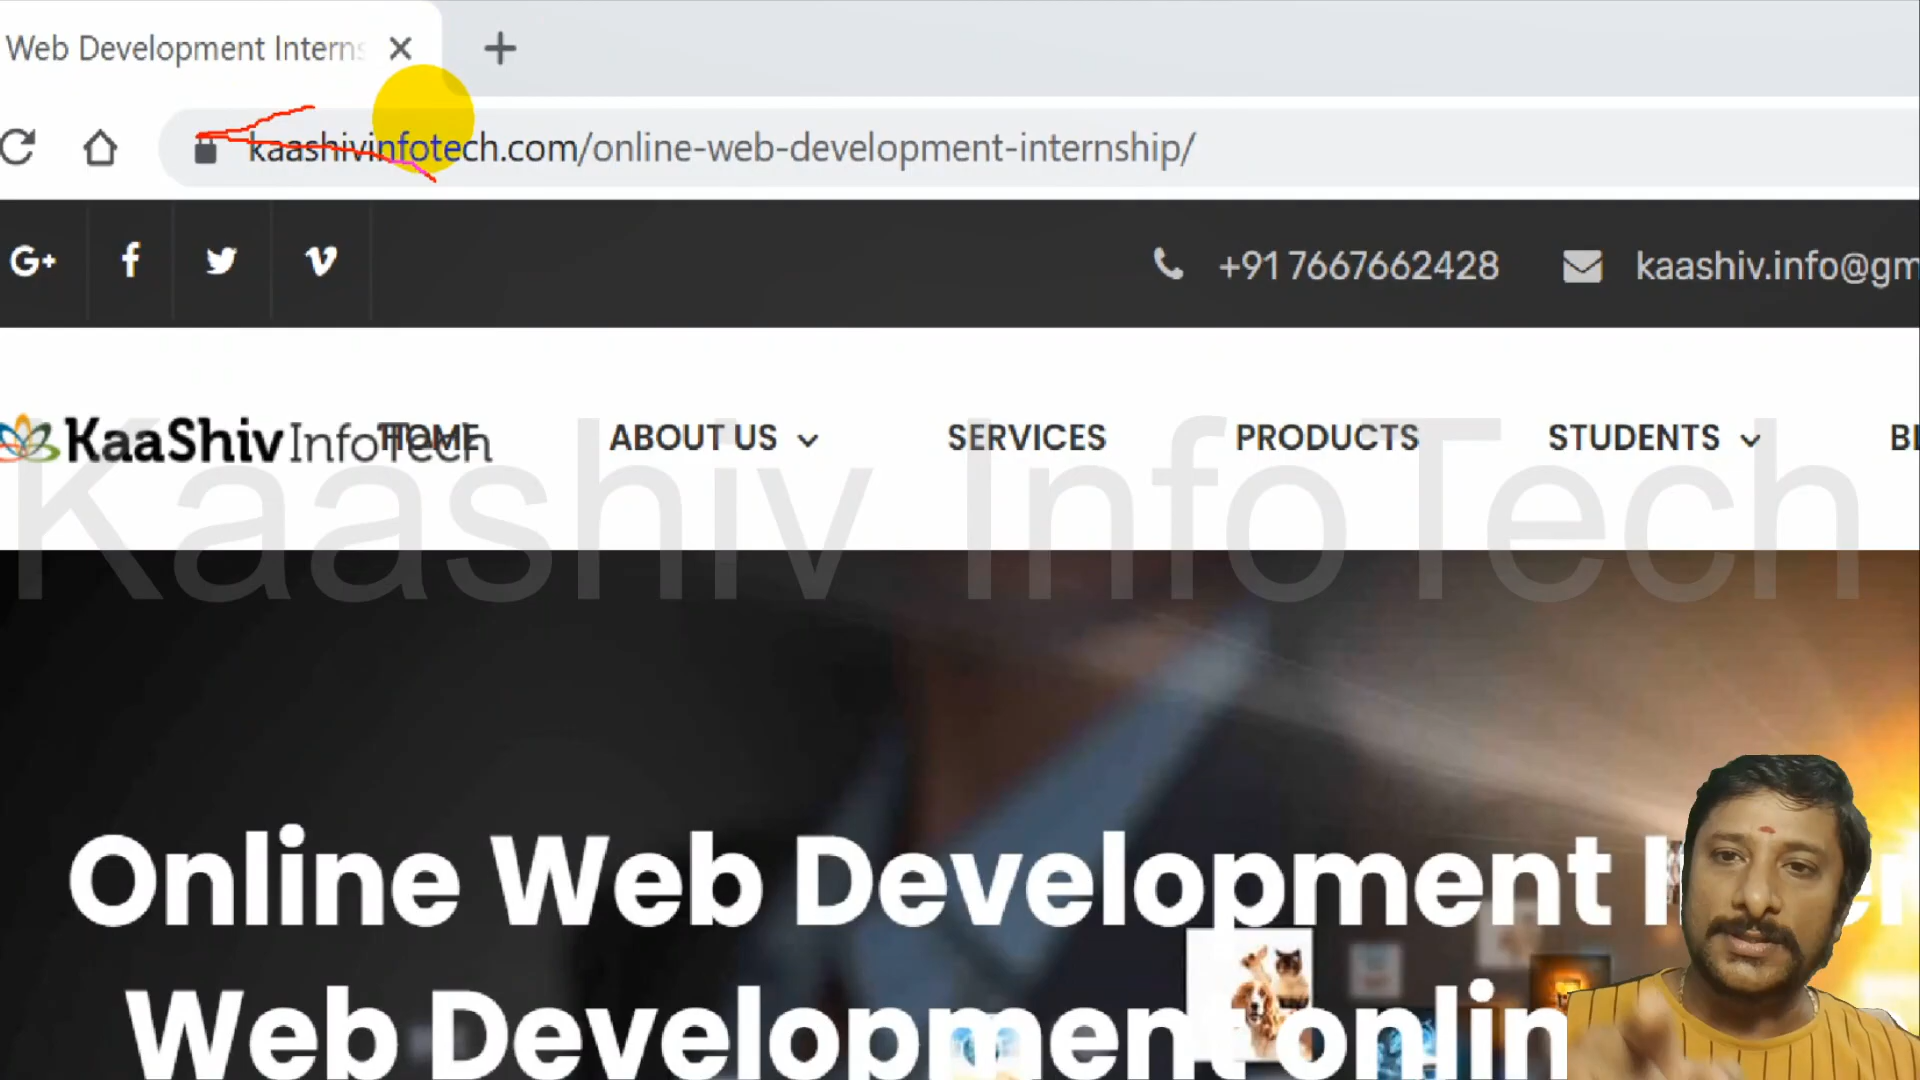 Web Development Interns
kaashivinfotech.com/online-web-development-internship/
G+
+91 7667662428
kaashiv.info@gm
KaaShiv InfoTech
HOME
ABOUT US
SERVICES
PRODUCTS
STUDENTS
Kaashiv InfoTech
Online Web Development
Web Development onlin